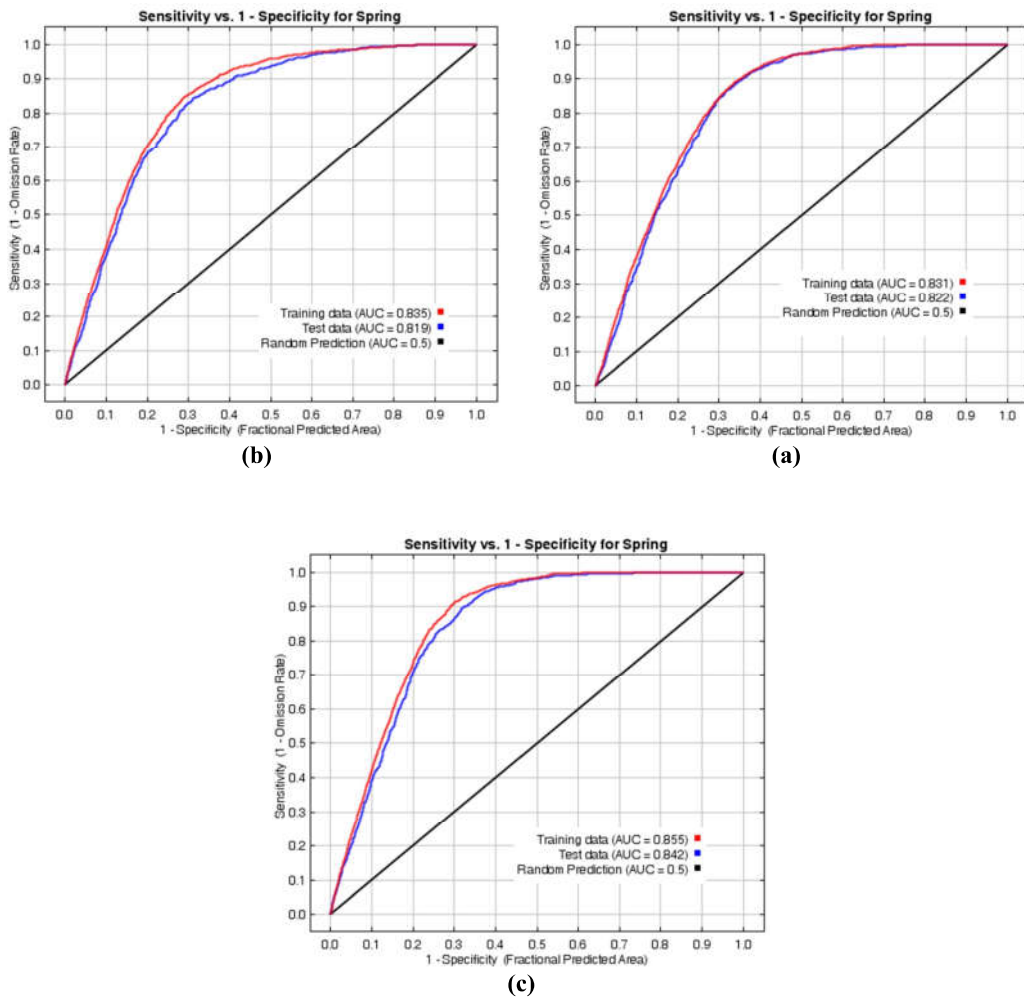 Sensitivity vs. 1 - Specificity for Spring
Sensitivity (1 - Omission Rate)
1.0
0.9
0.8
0.7
0.6
0.5
0.4
0.3
0.2
0.1
0.0
Training data (AUC = 0.835)
Test data (AUC = 0.819)
Random Prediction (AUC = 0.5)
0.0 0.1 0.2 0.3 0.4 0.5 0.6 0.7 0.8 0.9 1.0
1 - Specificity (Fractional Predicted Area)
(b)
Sensitivity vs. 1 - Specificity for Spring
Sensitivity (1 - Omission Rate)
1.0
0.9
0.8
0.7
0.6
0.5
0.4
0.3
0.2
0.1
0.0
Training data (AUC = 0.831)
Test data (AUC = 0.822)
Random Prediction (AUC = 0.5)
0.0 0.1 0.2 0.3 0.4 0.5 0.6 0.7 0.8 0.9 1.0
1 - Specificity (Fractional Predicted Area)
(a)
Sensitivity vs. 1 - Specificity for Spring
Sensitivity (1 - Omission Rate)
1.0
0.9
0.8
0.7
0.6
0.5
0.4
0.3
0.2
0.1
0.0
Training data (AUC = 0.855)
Test data (AUC = 0.842)
Random Prediction (AUC = 0.5)
0.0 0.1 0.2 0.3 0.4 0.5 0.6 0.7 0.8 0.9 1.0
1 - Specificity (Fractional Predicted Area)
(c)